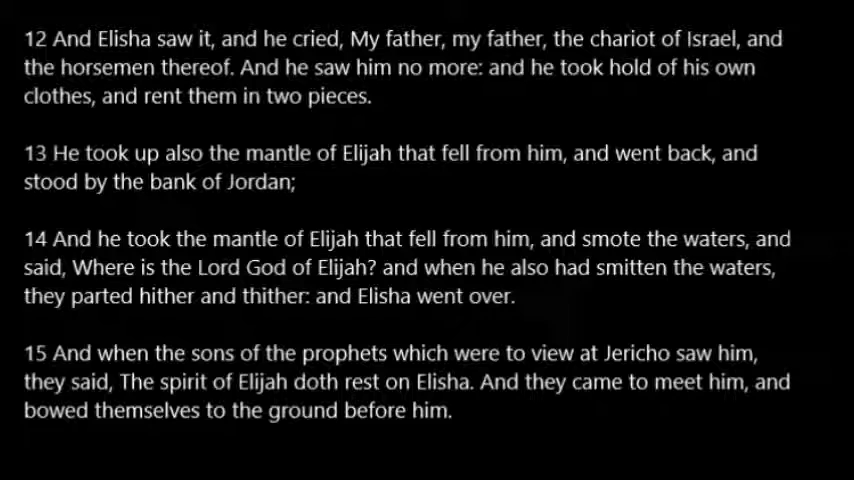 12 And Elisha saw it, and he cried, My father, my father, the chariot of Israel, and
the horsemen thereof. And he saw him no more: and he took hold of his own
clothes, and rent them in two pieces.
13 He took up also the mantle of Elijah that fell from him, and went back, and
stood by the bank of Jordan;
14 And he took the mantle of Elijah that fell from him, and smote the waters, and
said, Where is the Lord God of Elijah? and when he also had smitten the waters,
they parted hither and thither: and Elisha went over.
15 And when the sons of the prophets which were to view at Jericho saw him,
they said, The spirit of Elijah doth rest on Elisha. And they came to meet him, and
bowed themselves to the ground before him.